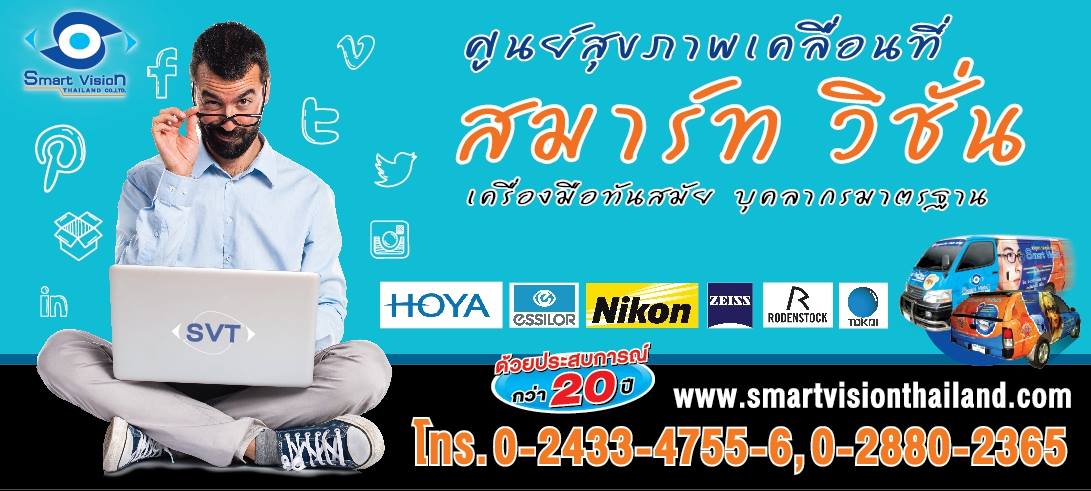 Smart Vision
THAILAND CO.,LTD.
ศูนย์สุขภาพเคลื่อนที่
สมาร์ท วิชั่น
เครื่องมือทันสมัย บุคลากรมาตรฐาน
HOYA
essilor
Nikon
ZEISS
R
RODENSTOCK
TOKAI
SVT
Smart Vision
ด้วยประสบการณ์
กว่า 20 ปี
www.smartvisionthailand.com
โทร. 0-2433-4755-6, 0-2880-2365